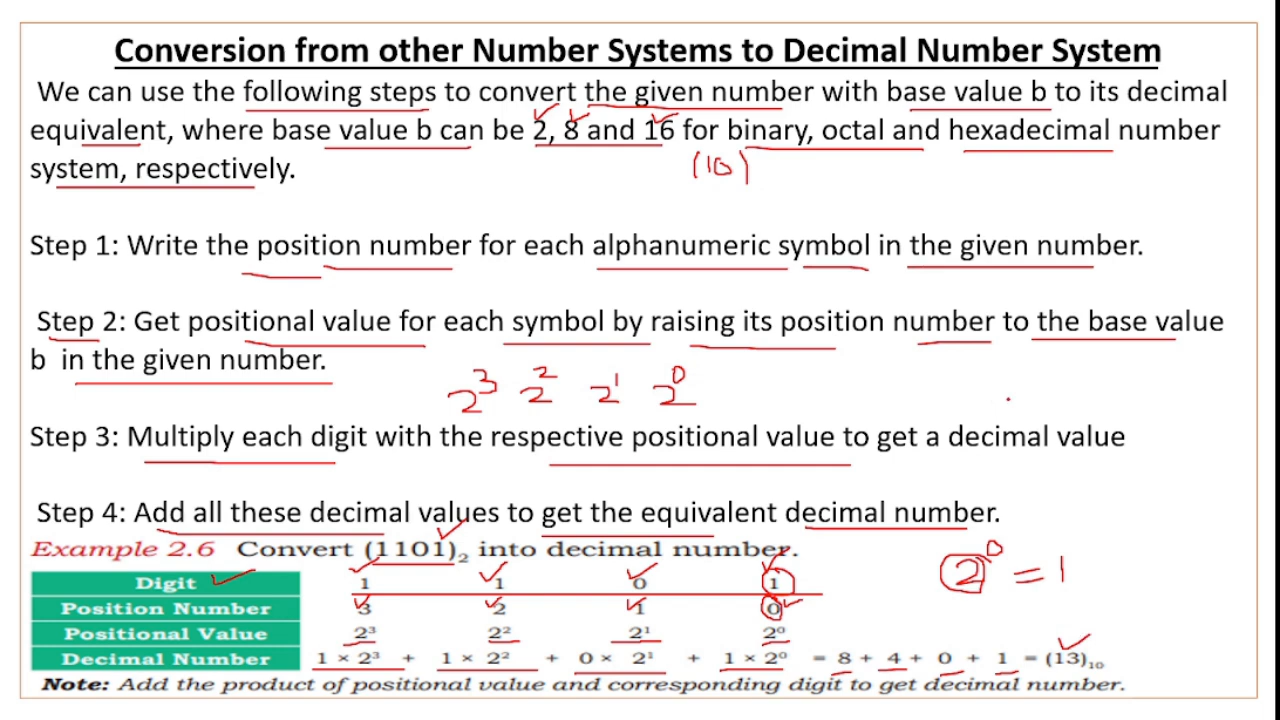 Conversion from other Number Systems to Decimal Number System
We can use the following steps to convert the given number with base value b to its decimal
equivalent, where base value b can be 2, 8 and 16 for binary, octal and hexadecimal number
(10)
system, respectively.
Step 1: Write the position number for each alphanumeric symbol in the given number.
Step 2: Get positional value for each symbol by raising its position number to the base value
b in the given number.
2³ 2² 2¹ 2⁰
Step 3: Multiply each digit with the respective positional value to get a decimal value
Step 4: Add all these decimal values to get the equivalent decimal number.
Example 2.6 Convert (1101)₂ into decimal number.
2⁰ = 1
Digit 1 1 0 1
Position Number 3 2 1 0
Positional Value 2³ 2² 2¹ 2⁰
Decimal Number 1 × 2³ + 1 × 2² + 0 × 2¹ + 1 × 2⁰ = 8 + 4 + 0 + 1 = (13)₁₀
Note: Add the product of positional value and corresponding digit to get decimal number.